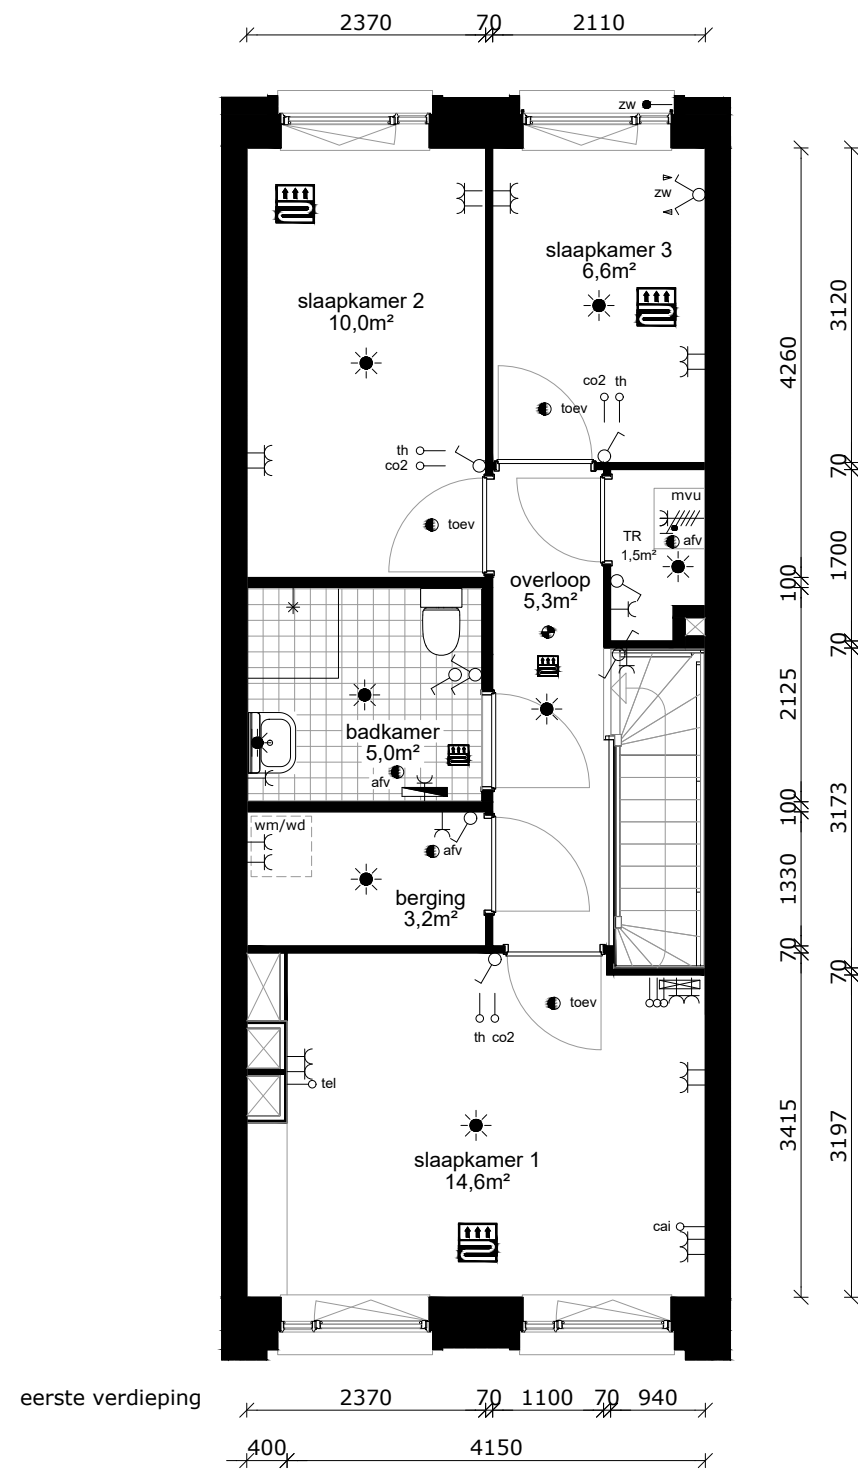 2370
70
2110
zw
zw
slaapkamer 3
6,6m²
slaapkamer 2
10,0m²
co2 th
toev
th
co2
toev
mvu
TR
afv
1,5m²
overloop
5,3m²
badkamer
5,0m²
afv
wm/wd
afv
berging
3,2m²
toev
th co2
tel
slaapkamer 1
14,6m²
cai
4260
100
2125
100
1330
70
3415
3120
70
1700
70
3173
70
3197
eerste verdieping
2370
70
1100
70
940
400
4150